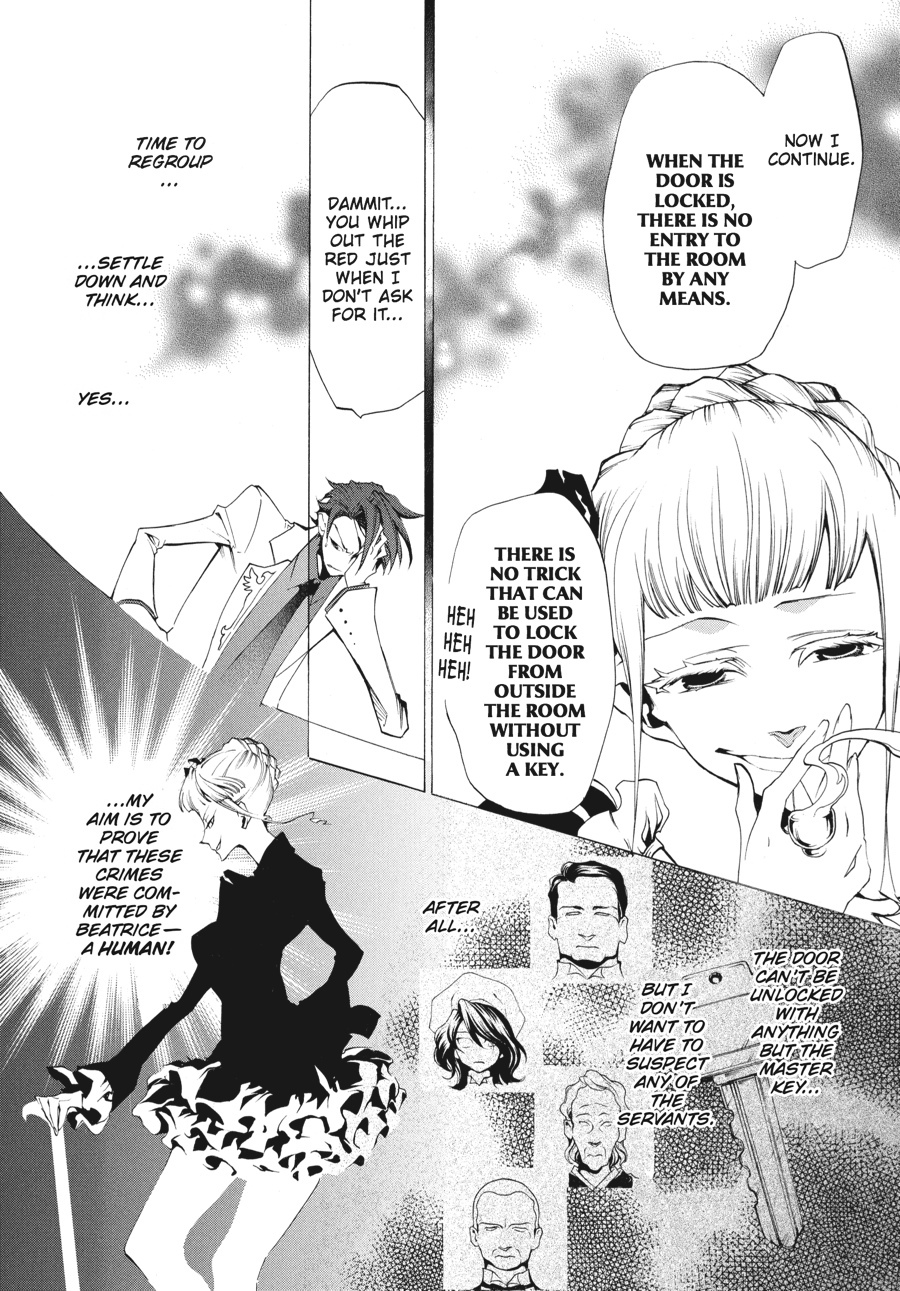 NOW I
CONTINUE.
WHEN THE
DOOR IS
LOCKED,
THERE IS NO
ENTRY TO
THE ROOM
BY ANY
MEANS.
THERE IS
NO TRICK
THAT CAN
BE USED
TO LOCK
THE DOOR
FROM
OUTSIDE
THE ROOM
WITHOUT
USING
A KEY.
HEH
HEH
HEH!
DAMMIT...
YOU WHIP
OUT THE
RED JUST
WHEN I
DON'T ASK
FOR IT...
TIME TO
REGROUP
...
...SETTLE
DOWN AND
THINK...
YES...
THE DOOR
CAN'T BE
UNLOCKED
WITH
ANYTHING
BUT THE
MASTER
KEY...
BUT I
DON'T
WANT TO
HAVE TO
SUSPECT
ANY OF
THE
SERVANTS.
AFTER
ALL...
...MY
AIM IS TO
PROVE
THAT THESE
CRIMES
WERE COM-
MITTED BY
BEATRICE—
A HUMAN!